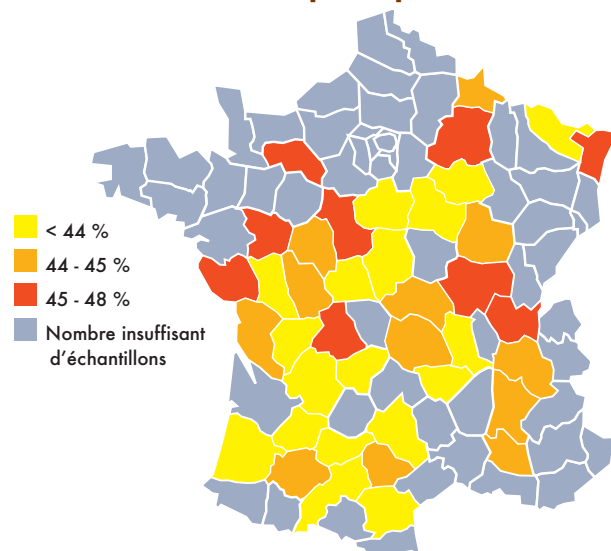 < 44 %
44 - 45 %
45 - 48 %
Nombre insuffisant
d’échantillons